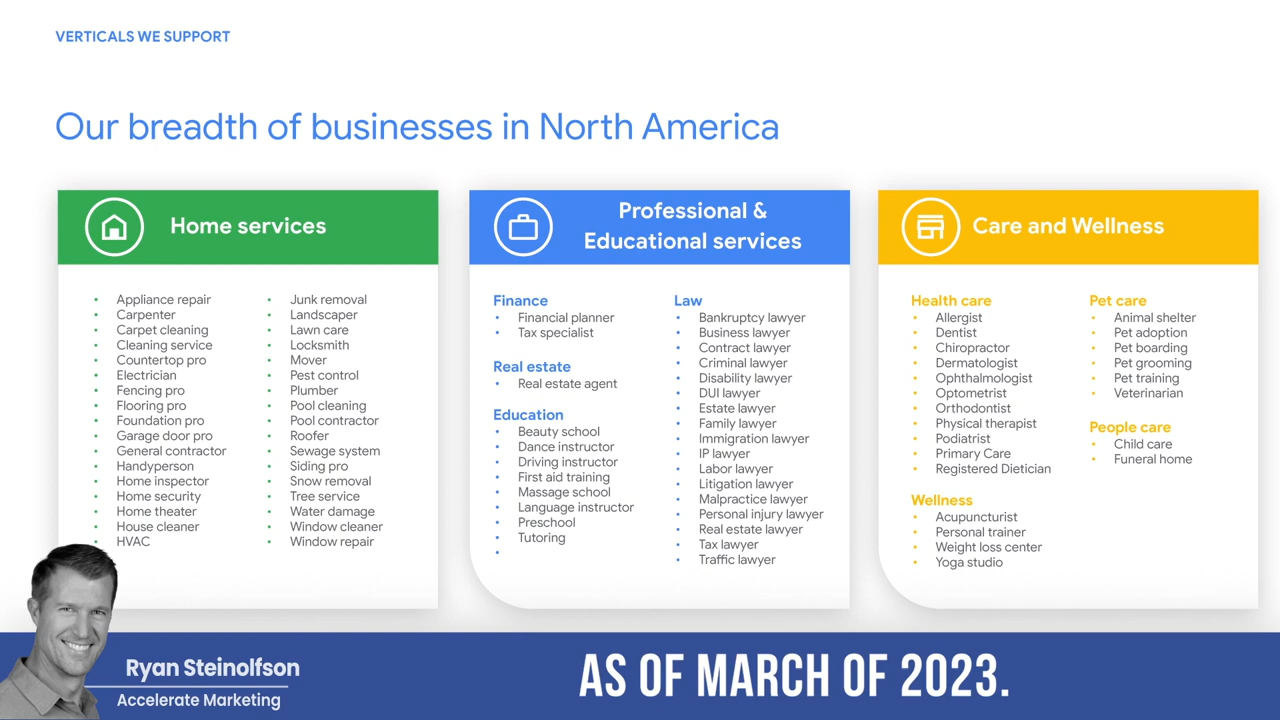 VERTICALS WE SUPPORT
Our breadth of businesses in North America
Home services
Appliance repair
Carpenter
Carpet cleaning
Cleaning service
Countertop pro
Electrician
Fencing pro
Flooring pro
Foundation pro
Garage door pro
General contractor
Handyperson
Home inspector
Home security
Home theater
House cleaner
HVAC
Junk removal
Landscaper
Lawn care
Locksmith
Mover
Pest control
Plumber
Pool cleaning
Pool contractor
Roofer
Sewage system
Siding pro
Snow removal
Tree service
Water damage
Window cleaner
Window repair
Professional &
Educational services
Finance
Financial planner
Tax specialist
Real estate
Real estate agent
Education
Beauty school
Dance instructor
Driving instructor
First aid training
Massage school
Language instructor
Preschool
Tutoring
Law
Bankruptcy lawyer
Business lawyer
Contract lawyer
Criminal lawyer
Disability lawyer
DUI lawyer
Estate lawyer
Family lawyer
Immigration lawyer
IP lawyer
Labor lawyer
Litigation lawyer
Malpractice lawyer
Personal injury lawyer
Real estate lawyer
Tax lawyer
Traffic lawyer
Care and Wellness
Health care
Allergist
Dentist
Chiropractor
Dermatologist
Ophthalmologist
Optometrist
Orthodontist
Physical therapist
Podiatrist
Primary Care
Registered Dietician
Wellness
Acupuncturist
Personal trainer
Weight loss center
Yoga studio
Pet care
Animal shelter
Pet adoption
Pet boarding
Pet grooming
Pet training
Veterinarian
People care
Child care
Funeral home
Ryan Steinolfson
Accelerate Marketing
AS OF MARCH OF 2023.